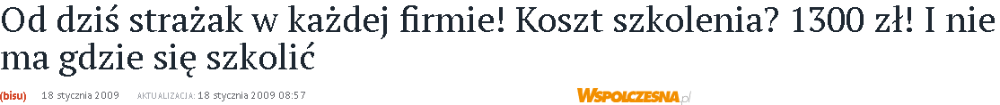 Od dziś strażak w każdej firmie! Koszt szkolenia? 1300 zł! I nie
ma gdzie się szkolić
(bisu) 18 stycznia 2009 AKTUALIZACJA: 18 stycznia 2009 08:57 WSPOLCZESNA.pl